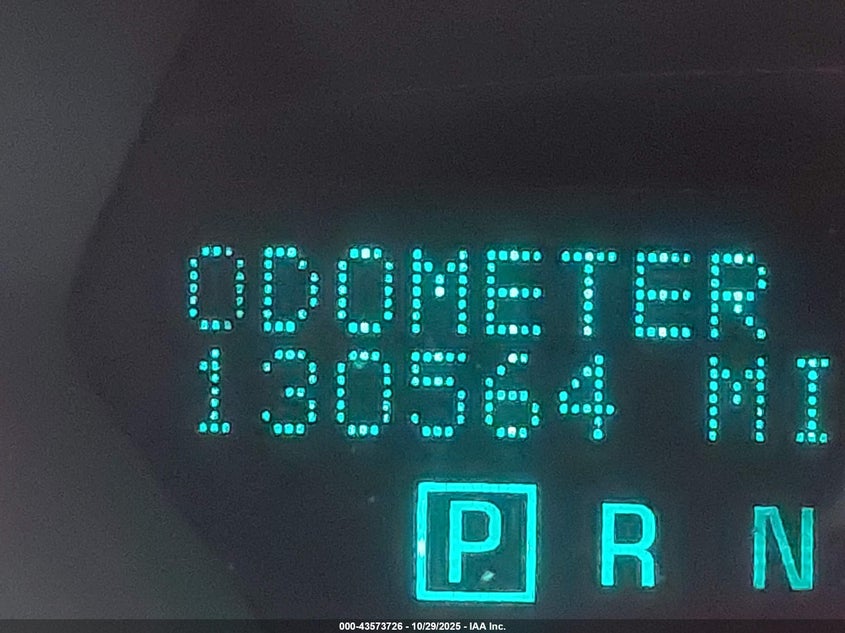 ODOMETER
130564 MI
P R N
000-43573726 - 10/29/2025 - IAA Inc.